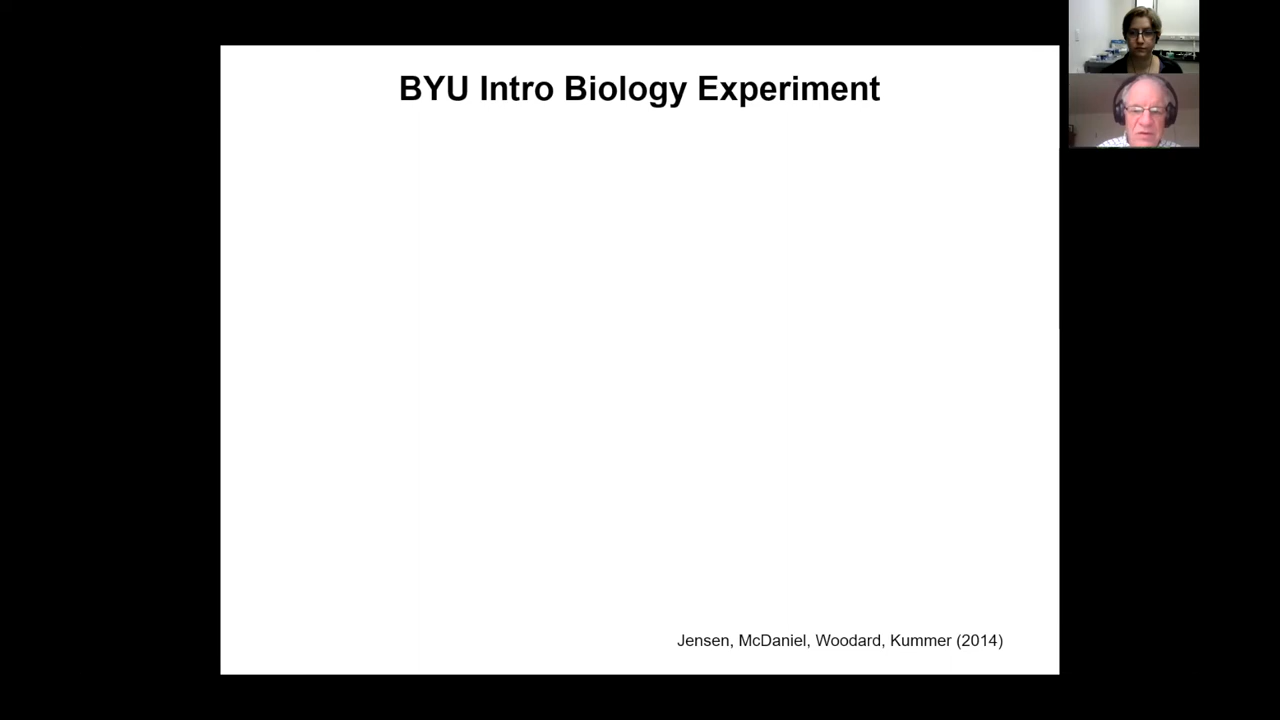 BYU Intro Biology Experiment
Jensen, McDaniel, Woodard, Kummer (2014)